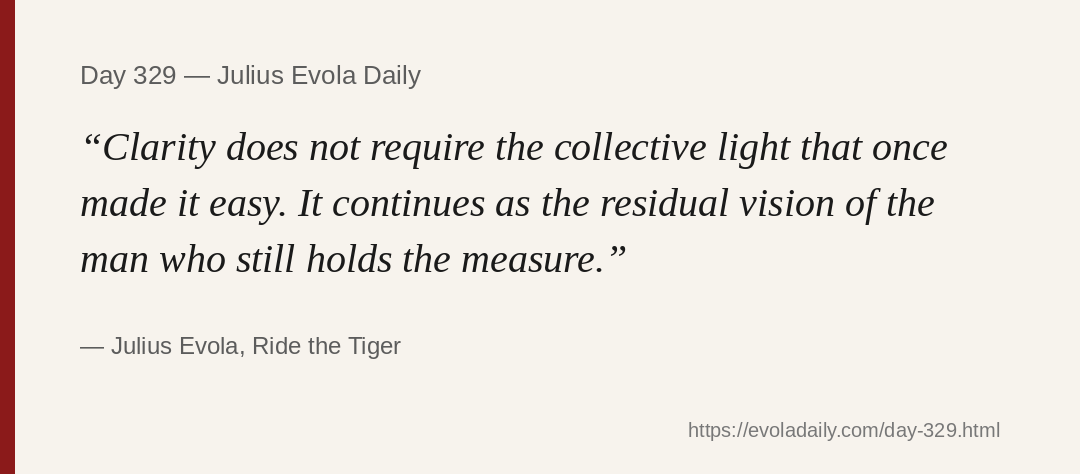 Day 329 — Julius Evola Daily
“Clarity does not require the collective light that once
made it easy. It continues as the residual vision of the
man who still holds the measure.”
— Julius Evola, Ride the Tiger
https://evoladaily.com/day-329.html